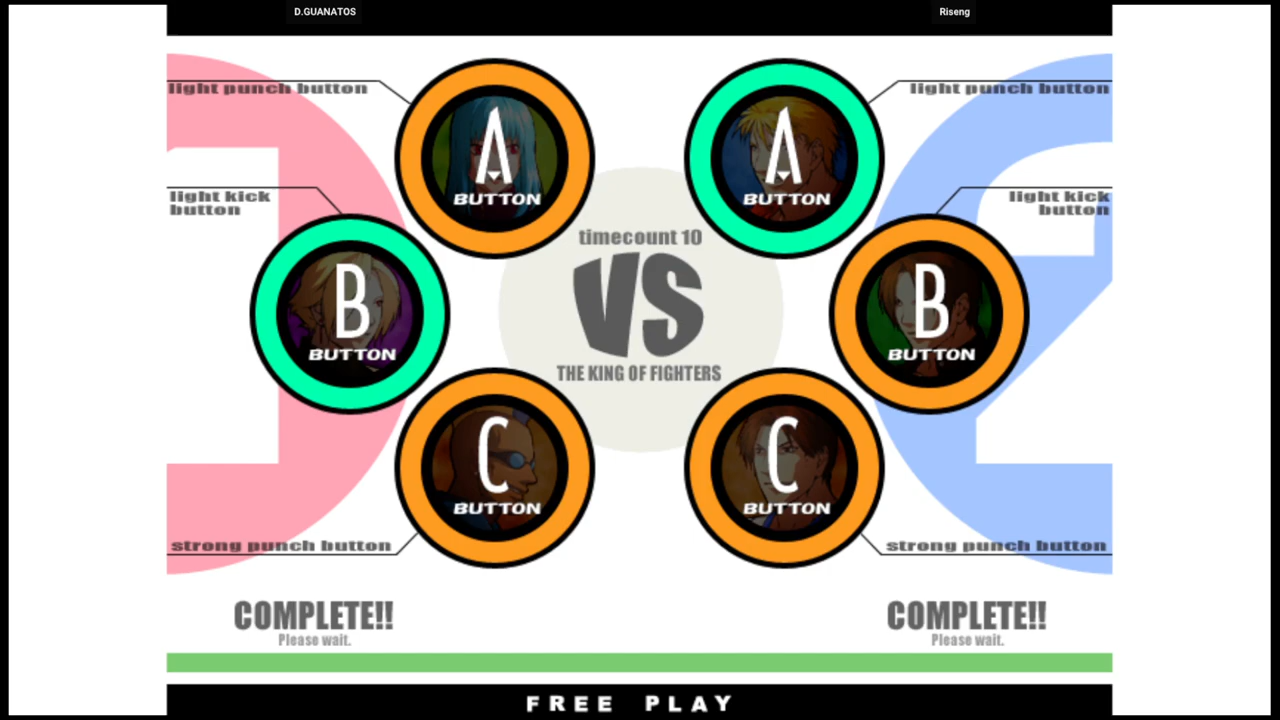 D.GUANATOS
Riseng
light punch button
A
BUTTON
A
BUTTON
light punch button
light kick
button
B
BUTTON
timecount 10
VS
THE KING OF FIGHTERS
light kick
button
B
BUTTON
C
BUTTON
C
BUTTON
strong punch button
strong punch button
COMPLETE!!
Please wait.
COMPLETE!!
Please wait.
FREE PLAY